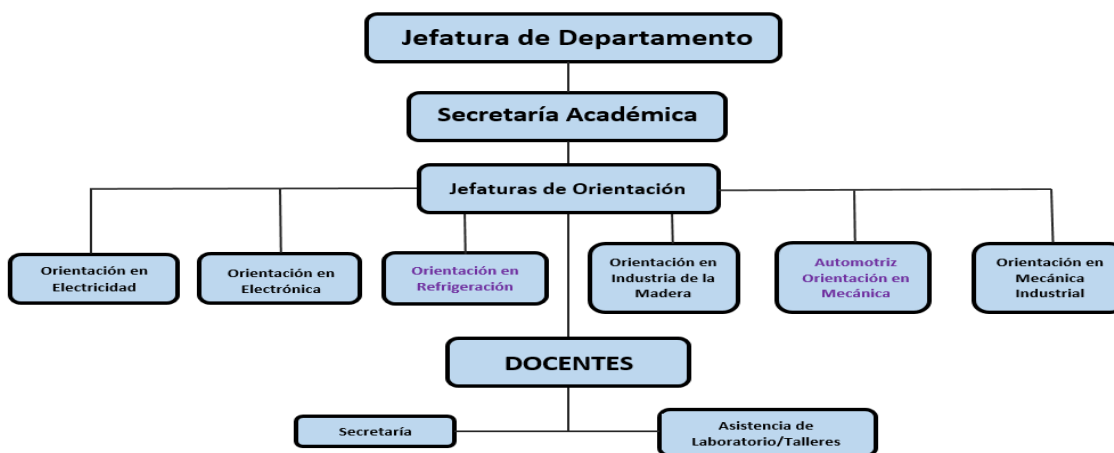 Jefatura de Departamento
Secretaría Académica
Jefaturas de Orientación
Orientación en
Electricidad
Orientación en
Electrónica
Orientación en
Refrigeración
Orientación en
Industria de la
Madera
Automotriz
Orientación en
Mecánica
Orientación en
Mecánica
Industrial
DOCENTES
Secretaría
Asistencia de
Laboratorio/Talleres